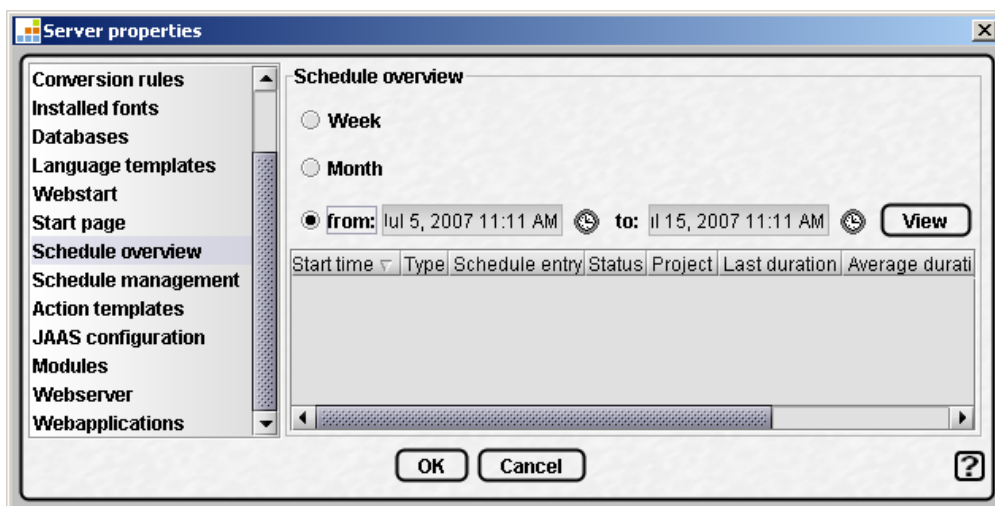 Server properties
Conversion rules
Installed fonts
Databases
Language templates
Webstart
Start page
Schedule overview
Schedule management
Action templates
JAAS configuration
Modules
Webserver
Webapplications
Schedule overview
Week
Month
from: Jul 5, 2007 11:11 AM to: ul 15, 2007 11:11 AM View
Start time Type Schedule entry Status Project Last duration Average durati
OK Cancel ?